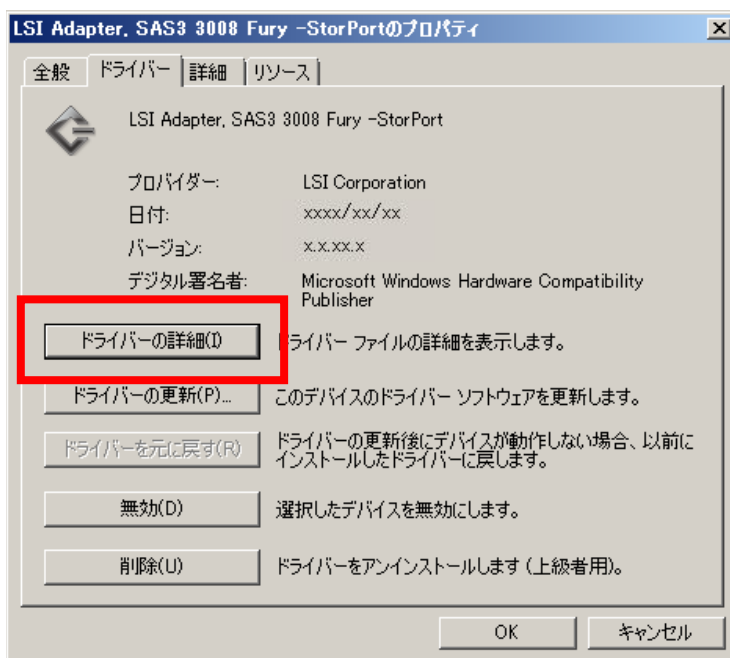 LSI Adapter, SAS3 3008 Fury -StorPortのプロパティ
全般 ドライバー 詳細 リソース
LSI Adapter, SAS3 3008 Fury -StorPort
プロバイダー: LSI Corporation
日付: xxxx/xx/xx
バージョン: x.x.xx.x
デジタル署名者: Microsoft Windows Hardware Compatibility
Publisher
ドライバーの詳細(I) ドライバー ファイルの詳細を表示します。
ドライバーの更新(P)... このデバイスのドライバー ソフトウェアを更新します。
ドライバーを元に戻す(R) ドライバーの更新後にデバイスが動作しない場合、以前に
インストールしたドライバーに戻します。
無効(D) 選択したデバイスを無効にします。
削除(U) ドライバーをアンインストールします (上級者用)。
OK キャンセル